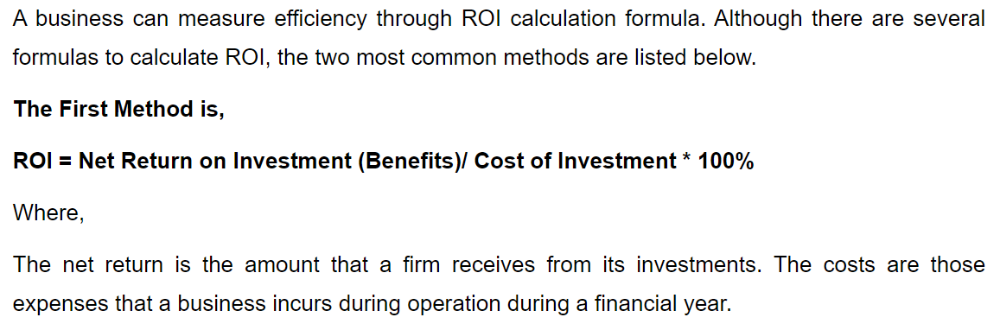 A business can measure efficiency through ROI calculation formula. Although there are several
formulas to calculate ROI, the two most common methods are listed below.
The First Method is,
ROI = Net Return on Investment (Benefits)/ Cost of Investment * 100%
Where,
The net return is the amount that a firm receives from its investments. The costs are those
expenses that a business incurs during operation during a financial year.